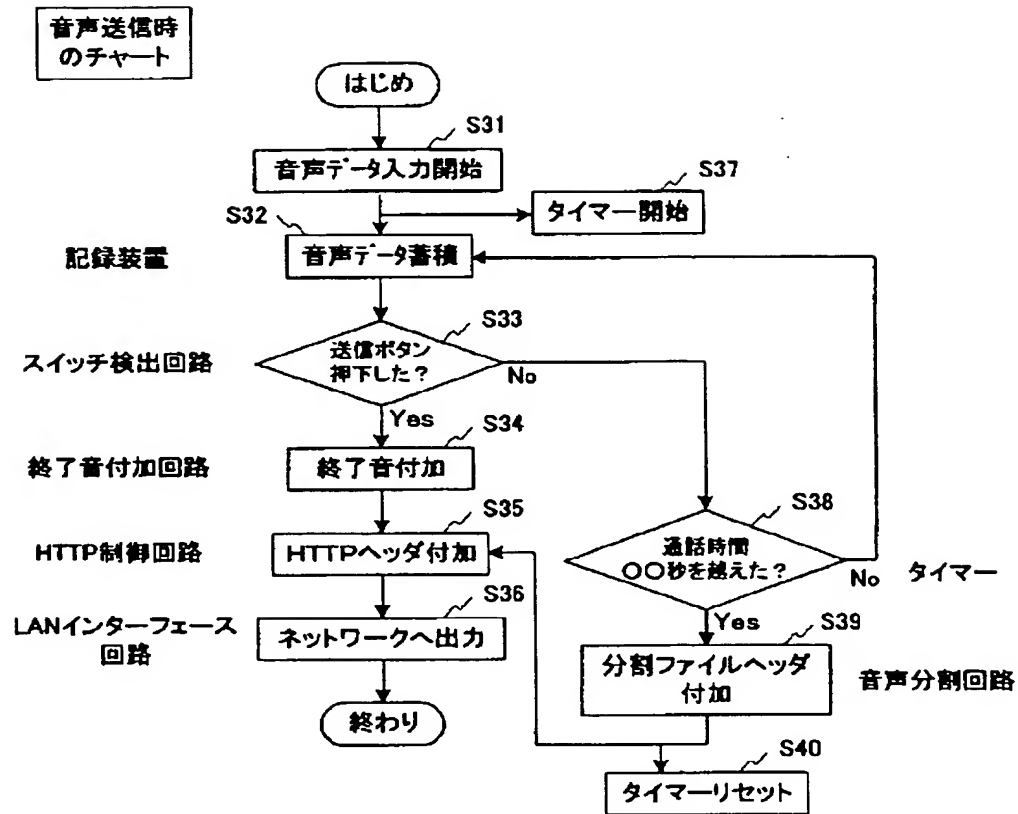 音声送信時
のチャート
はじめ
S31
音声データ入力開始
S37
タイマー開始
S32
記録装置
音声データ蓄積
S33
スイッチ検出回路
送信ボタン
押下した？
No
Yes
S34
終了音付加回路
終了音付加
S35
HTTP制御回路
HTTPヘッダ付加
S38
通話時間
〇〇秒を越えた？
No
タイマー
S36
LANインターフェース
回路
ネットワークへ出力
Yes
S39
分割ファイルヘッダ
付加
音声分割回路
終わり
S40
タイマーリセット